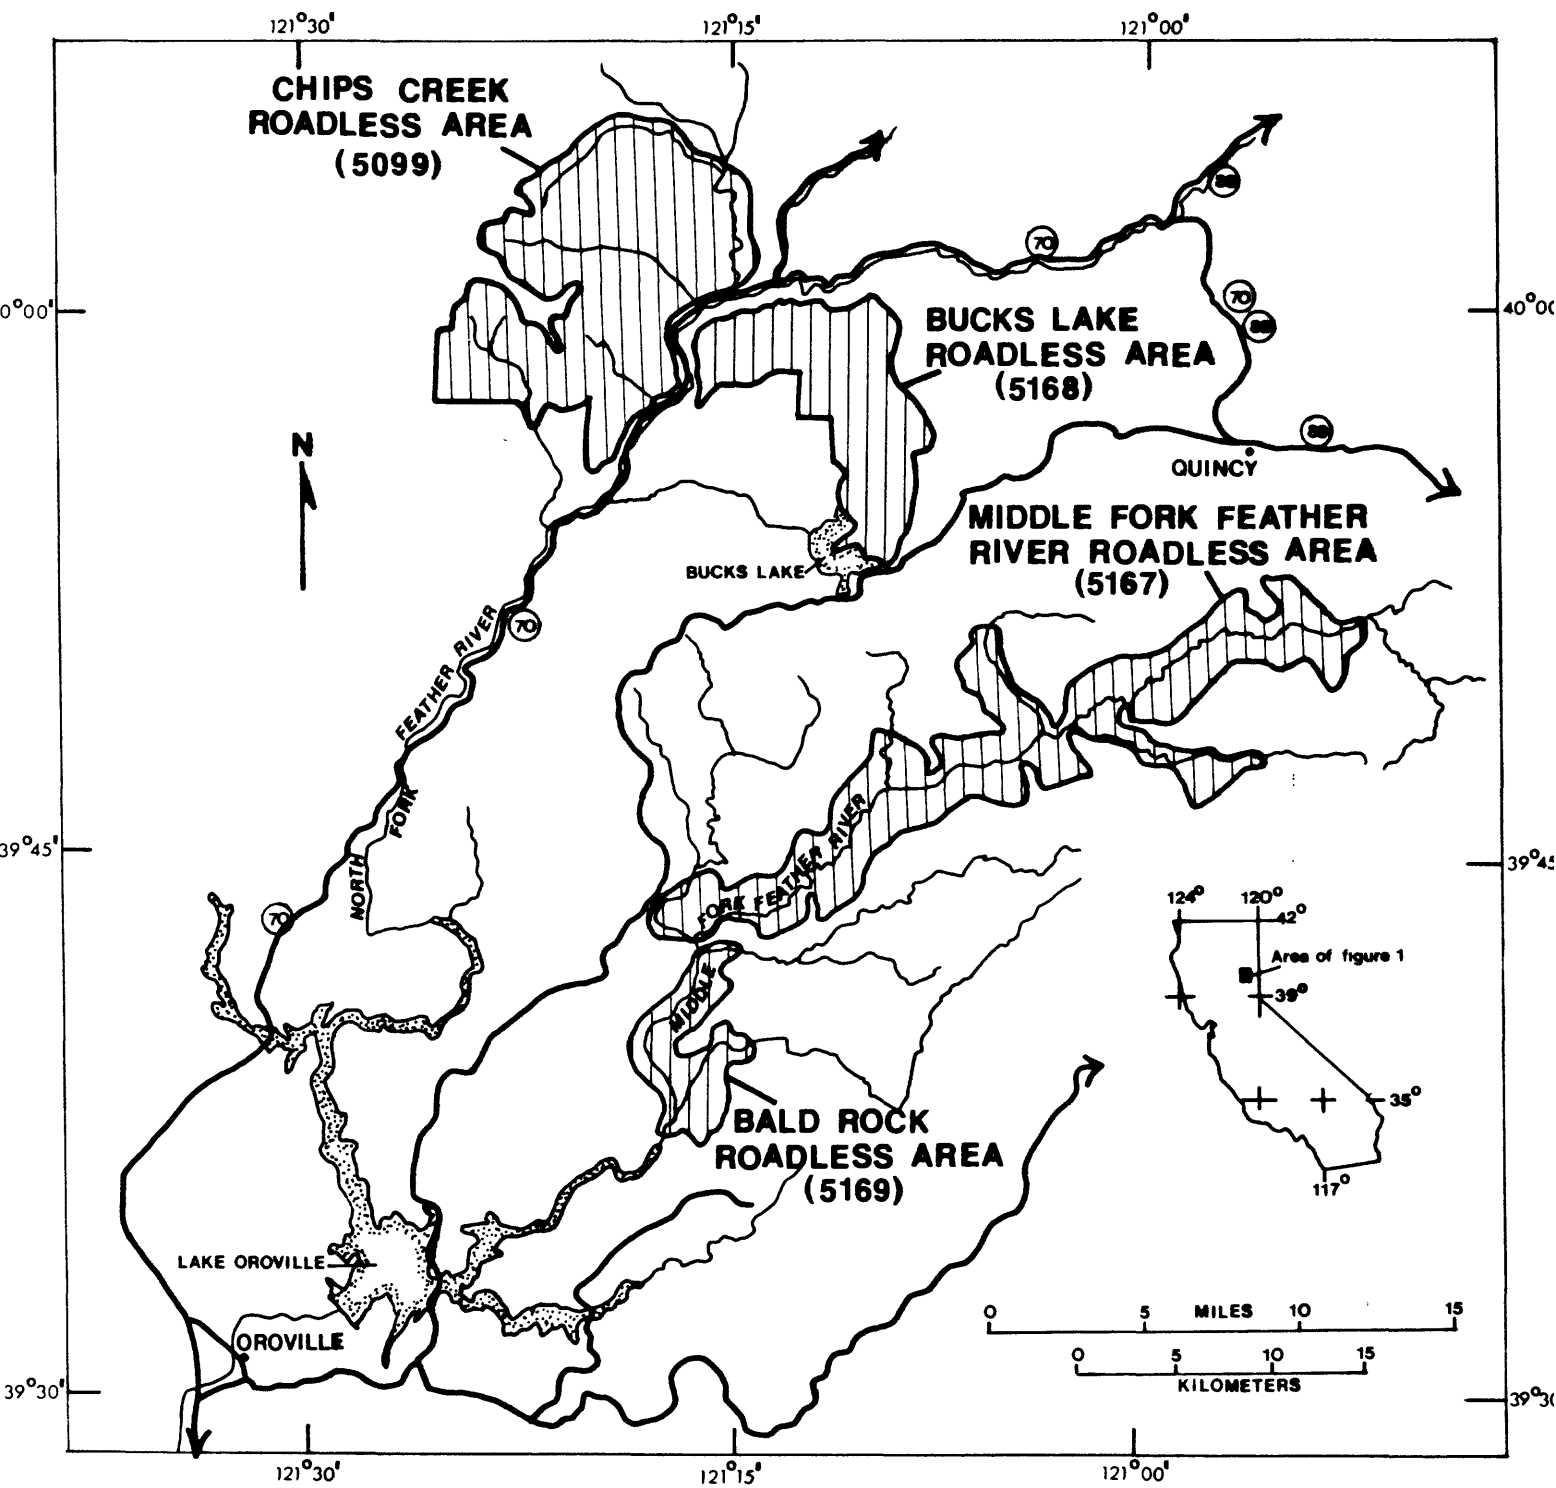 121°30' 121°15' 121°00'
CHIPS CREEK
ROADLESS AREA
(5099)
70
70
0°00' 40°00
BUCKS LAKE
ROADLESS AREA
(5168)
N
QUINCY
MIDDLE FORK FEATHER
RIVER ROADLESS AREA
(5167)
BUCKS LAKE
70
FEATHER RIVER
FORK
NORTH
39°45' 39°45
FORK FEATHER RIVER
MIDDLE
70
124° 120°
42°
Area of figure 1
39°
35°
117°
BALD ROCK
ROADLESS AREA
(5169)
LAKE OROVILLE
OROVILLE
0 5 MILES 10 15
0 5 10 15
KILOMETERS
39°30' 39°30
121°30' 121°15' 121°00'